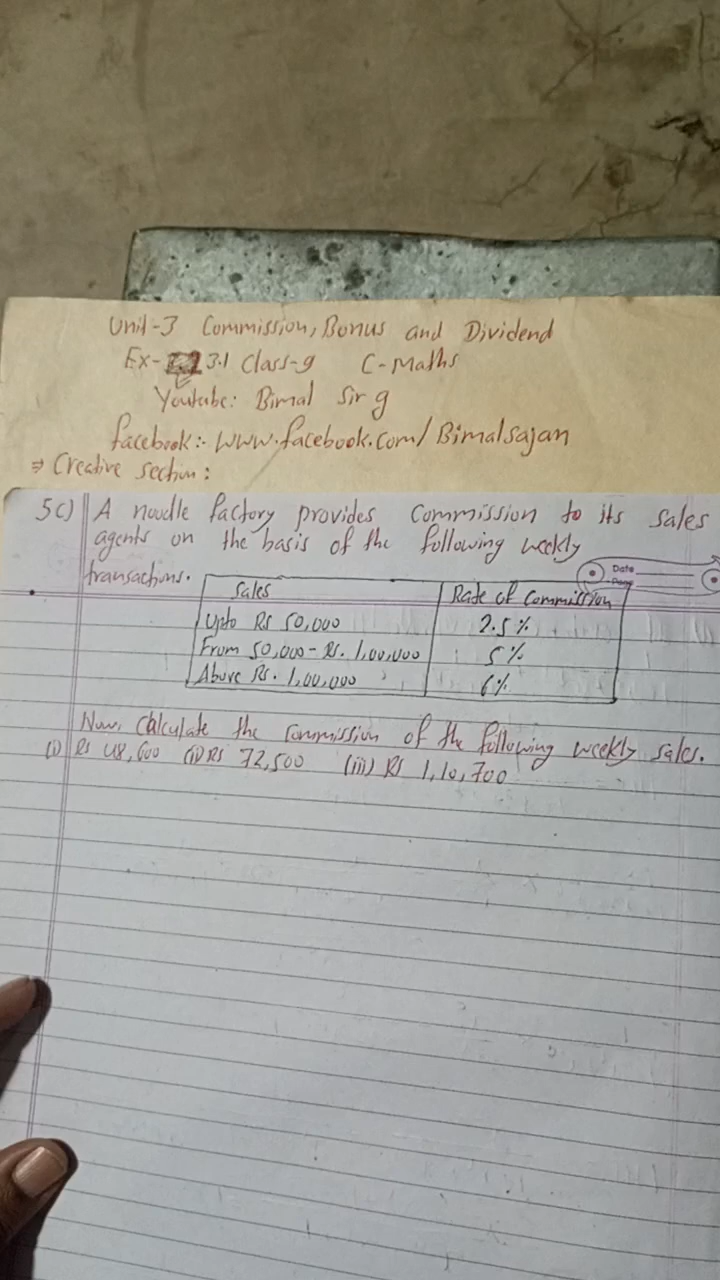 Unit-3 Commission, Bonus and Dividend
Ex- 3.1 Class-9 C-Maths
Youtube: Bimal Sir g
facebook:- www.facebook.com/Bimalsajan
⇒ Creative section:
5c) A noodle factory provides commission to its sales
agents on the basis of the following weekly
transactions.
Date
Page
Sales Rate of Commission
Upto Rs 50,000 2.5%
From 50,000 - Rs. 1,00,000 5%
Above Rs. 1,00,000 6%
Now, Calculate the commission of the following weekly sales.
(i) Rs 48,600 (ii) Rs 72,500 (iii) Rs 1,10,700